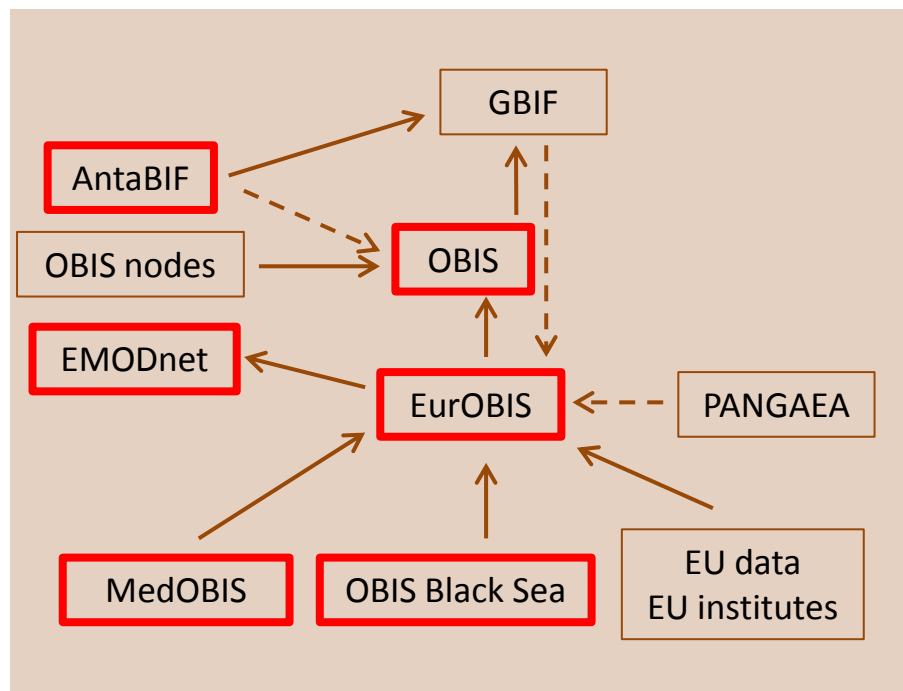 GBIF
AntaBIF
OBIS nodes
OBIS
EMODnet
EurOBIS
PANGAEA
MedOBIS
OBIS Black Sea
EU data
EU institutes